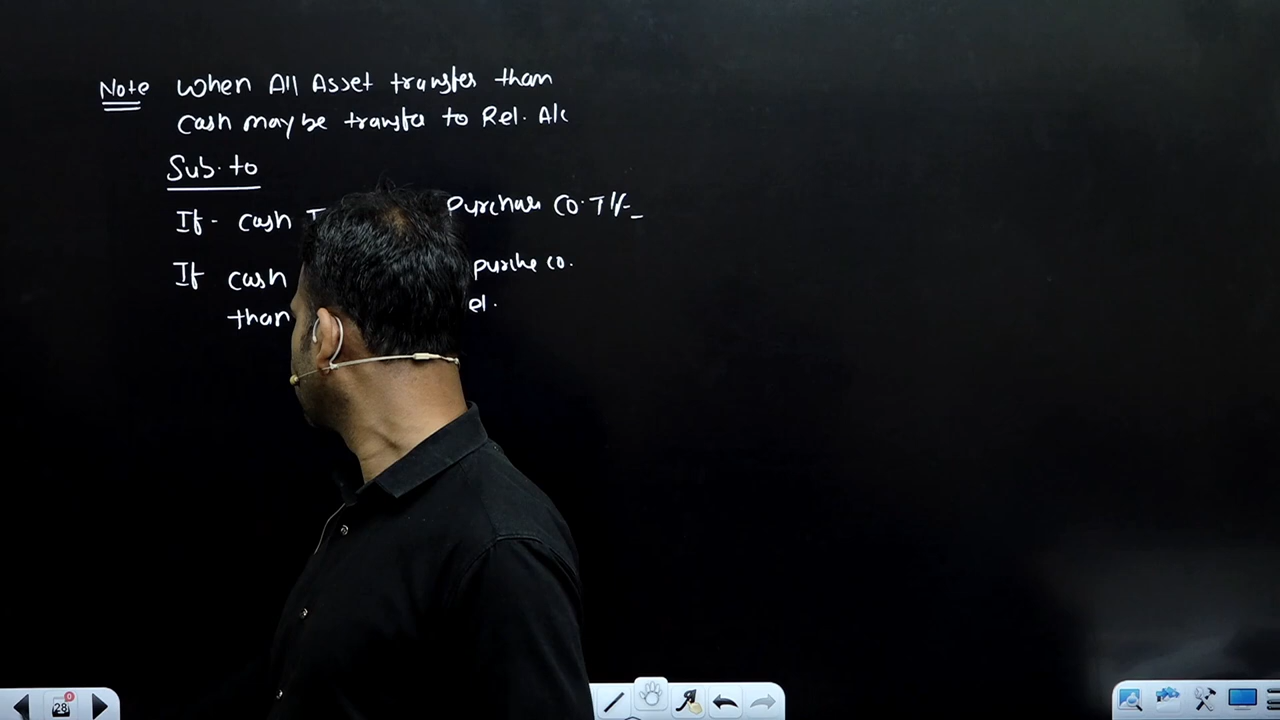 Note When All Asset transfer than
cash may be transfer to Rel. A/c
Sub. to
If - cash Purchase co. T/f
If cash purche co.
than
28